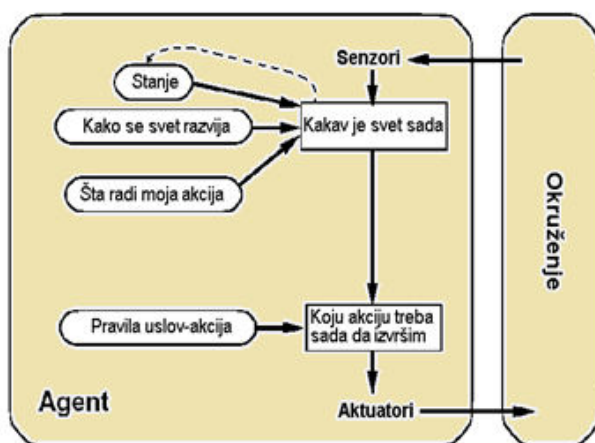 Senzori
Stanje
Kako se svet razvija
Kakav je svet sada
Šta radi moja akcija
Okruženje
Pravila uslov-akcija
Koju akciju treba
sada da izvršim
Agent
Aktuatori